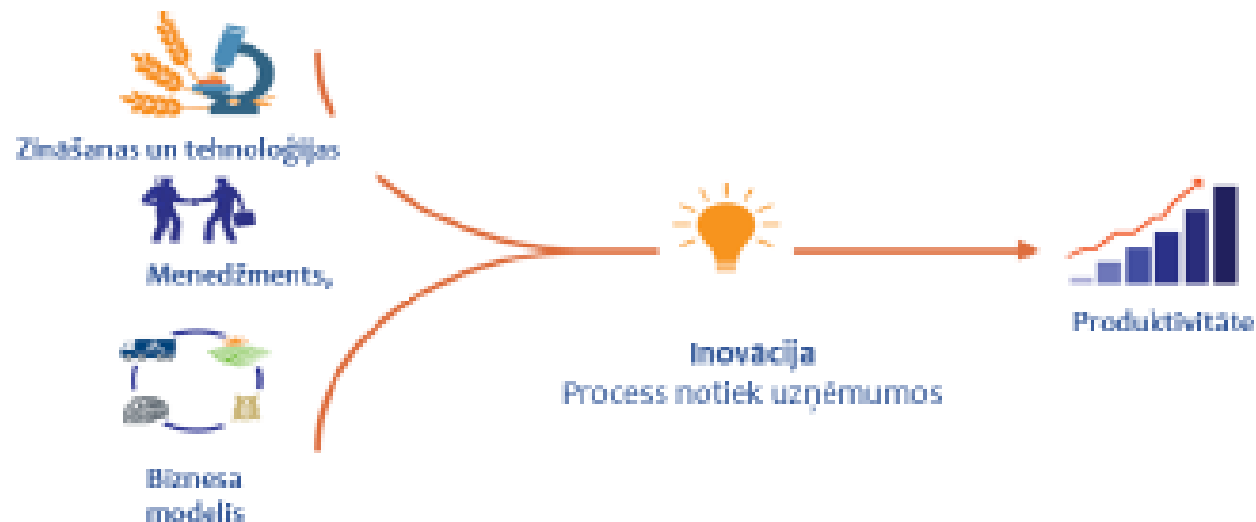 Zināšanas un tehnoloģijas
Menedžments,
Biznesa
modelis
Inovācija
Process notiek uzņēmumos
Produktivitāte